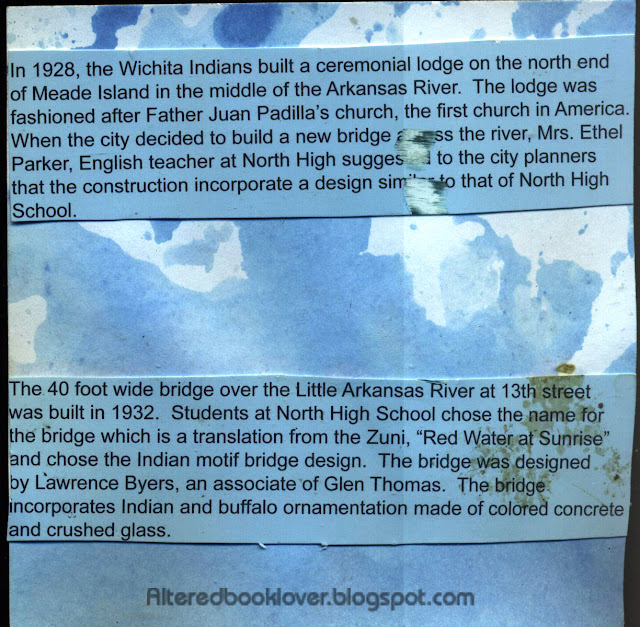 In 1928, the Wichita Indians built a ceremonial lodge on the north end
of Meade Island in the middle of the Arkansas River.  The lodge was
fashioned after Father Juan Padilla's church, the first church in America.
When the city decided to build a new bridge the river, Mrs. Ethel
Parker, English teacher at North High to the city planners
that the construction incorporate a design to that of North High
School.
The 40 foot wide bridge over the Little Arkansas River at 13th street
was built in 1932.  Students at North High School chose the name for
the bridge which is a translation from the Zuni, “Red Water at Sunrise”
and chose the Indian motif bridge design.  The bridge was designed
by Lawrence Byers, an associate of Glen Thomas.  The bridge
incorporates Indian and buffalo ornamentation made of colored concrete
and crushed glass.
Alteredbooklover.blogspot.com